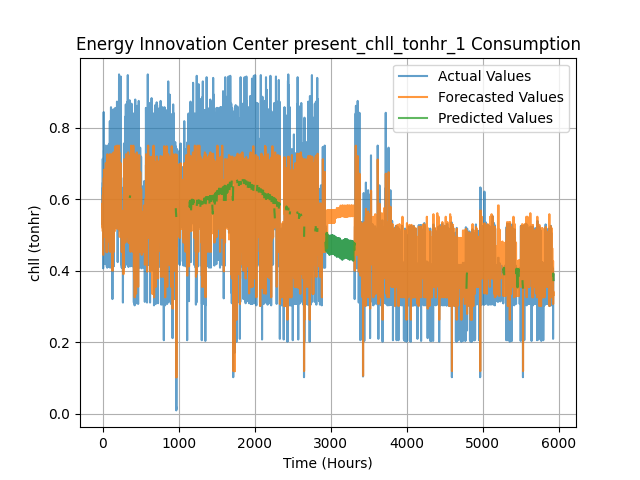 Energy Innovation Center present_chll_tonhr_1 Consumption
Actual Values
Forecasted Values
Predicted Values
chll (tonhr)
0.8
0.6
0.4
0.2
0.0
0 1000 2000 3000 4000 5000 6000
Time (Hours)